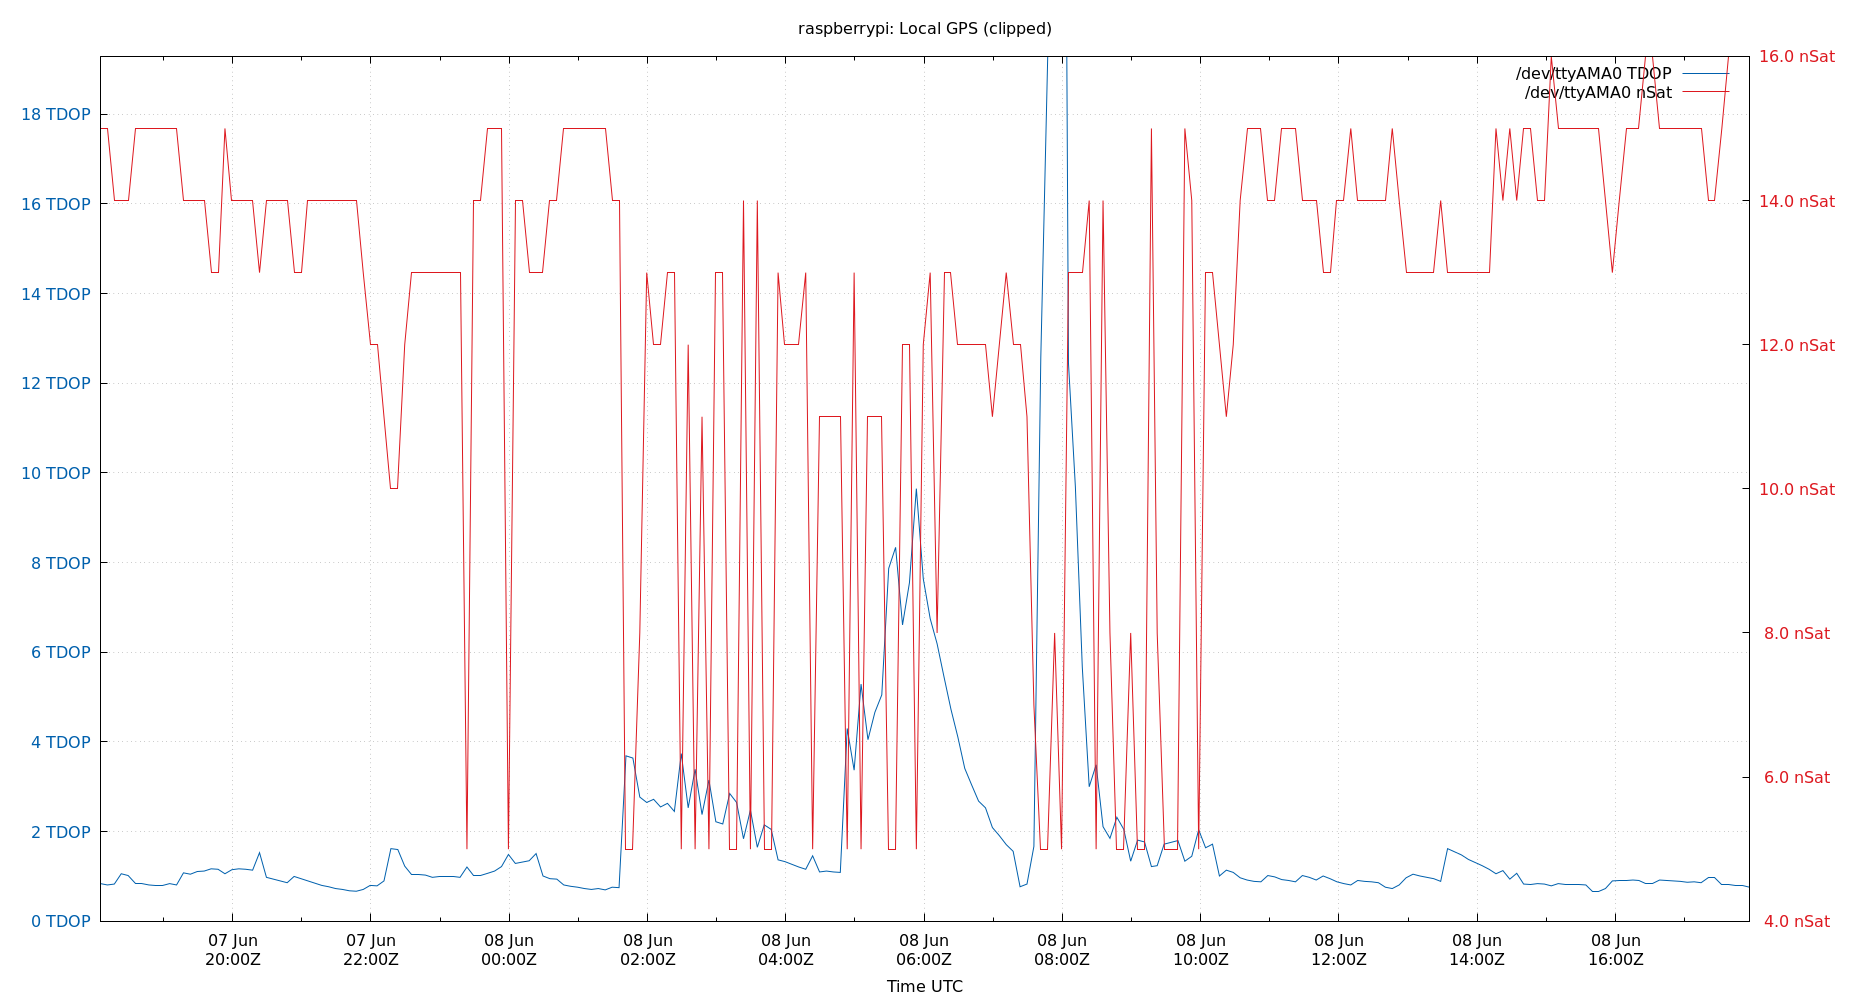 raspberrypi: Local GPS (clipped)
/dev/ttyAMA0 TDOP
/dev/ttyAMA0 nSat
18 TDOP
16 TDOP
14 TDOP
12 TDOP
10 TDOP
8 TDOP
6 TDOP
4 TDOP
2 TDOP
0 TDOP
16.0 nSat
14.0 nSat
12.0 nSat
10.0 nSat
8.0 nSat
6.0 nSat
4.0 nSat
07 Jun
20:00Z
07 Jun
22:00Z
08 Jun
00:00Z
08 Jun
02:00Z
08 Jun
04:00Z
08 Jun
06:00Z
08 Jun
08:00Z
08 Jun
10:00Z
08 Jun
12:00Z
08 Jun
14:00Z
08 Jun
16:00Z
Time UTC